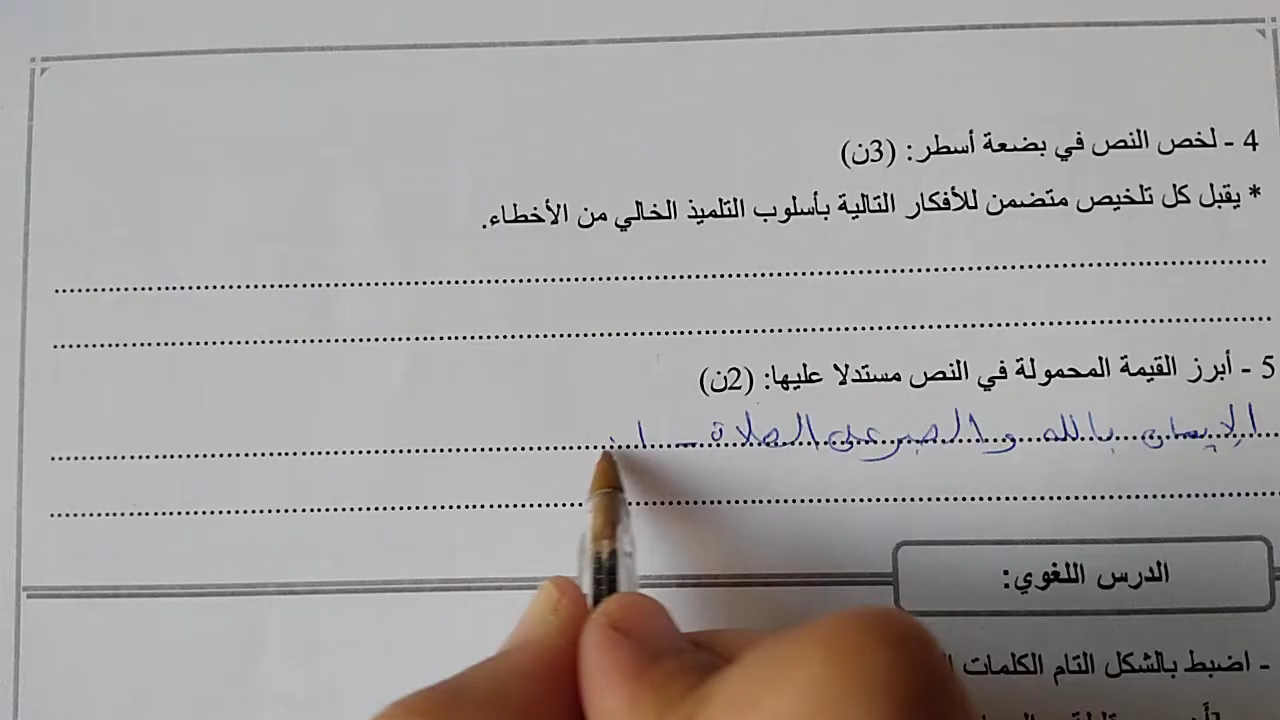 4 - لخص النص في بضعة أسطر: (3ن)
* يقبل كل تلخيص متضمن للأفكار التالية بأسلوب التلميذ الخالي من الأخطاء.
5 - أبرز القيمة المحمولة في النص مستدلا عليها: (2ن)
الإيمان بالله والصبر على الصلاة -
الدرس اللغوي:
- اضبط بالشكل التام الكلمات